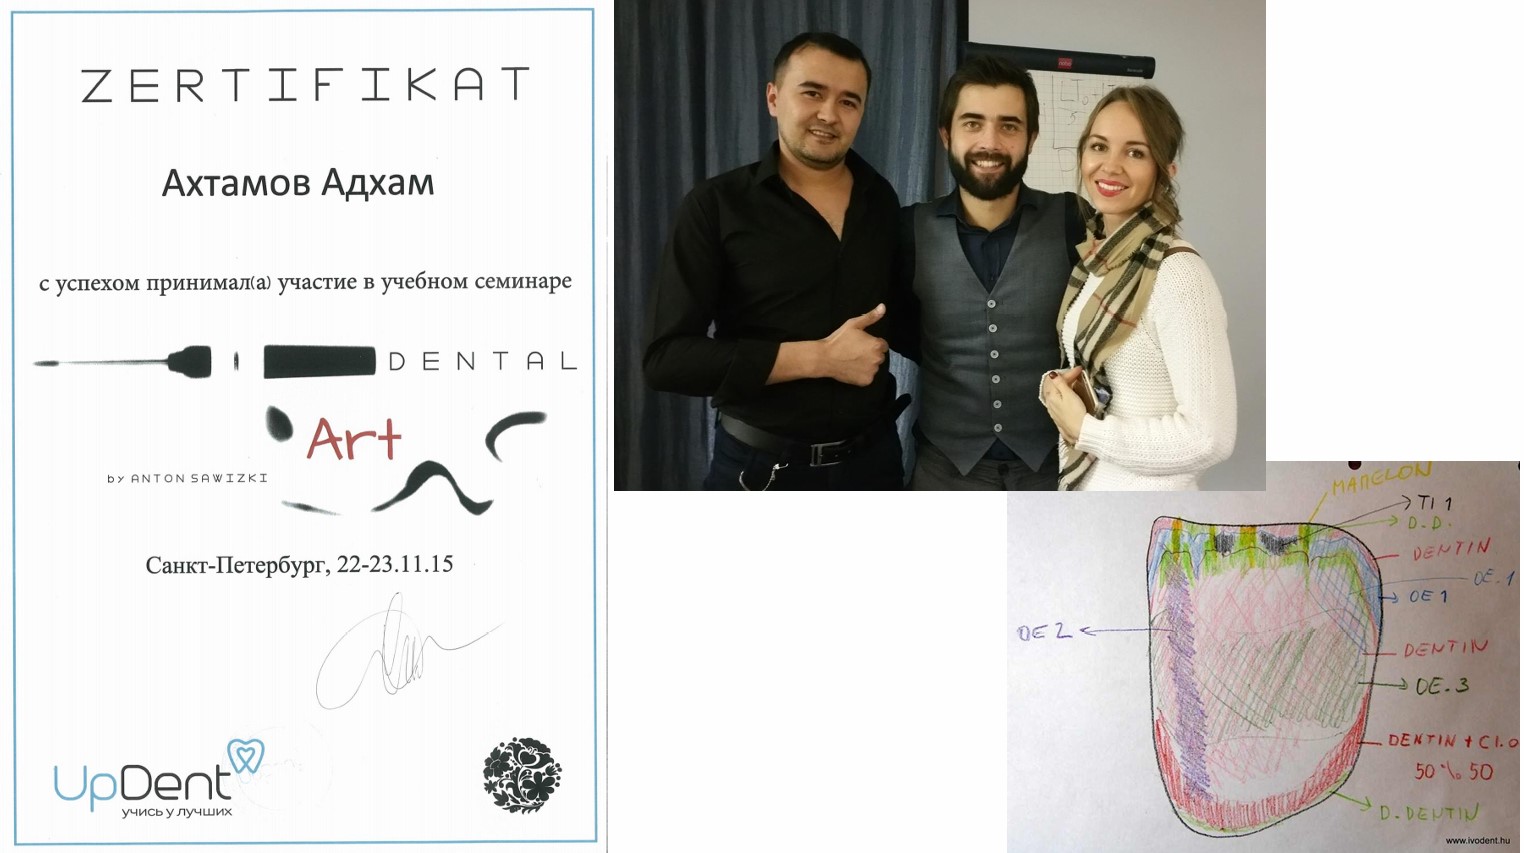 ZERTIFIKAT
Ахтамов Адхам
с успехом принимал(а) участие в учебном семинаре
DENTAL
Art
by ANTON SAWIZKI
Санкт-Петербург, 22-23.11.15
UpDent
учись у лучших
MAMELON
TI 1
D.D.
DENTIN
OE.1
OE 1
OE 2
DENTIN
OE.3
DENTIN + Cl.O
50 % 50
D.DENTIN
www.ivodent.hu